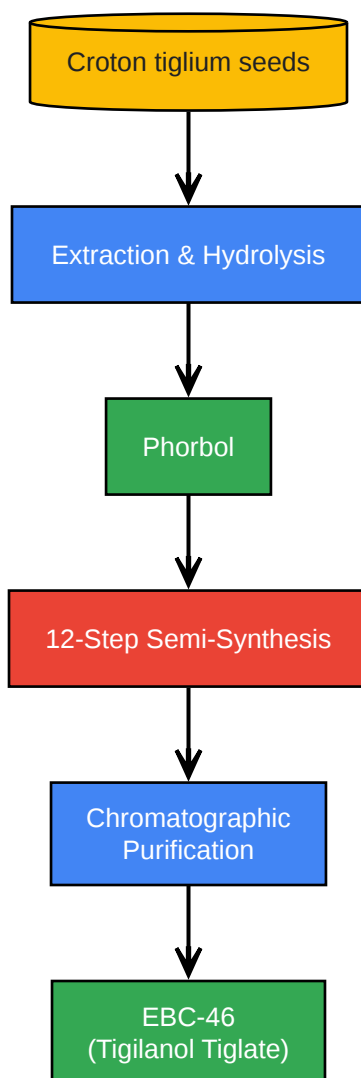 Croton tiglium seeds
Extraction & Hydrolysis
Phorbol
12-Step Semi-Synthesis
Chromatographic
Purification
EBC-46
(Tigilanol Tiglate)